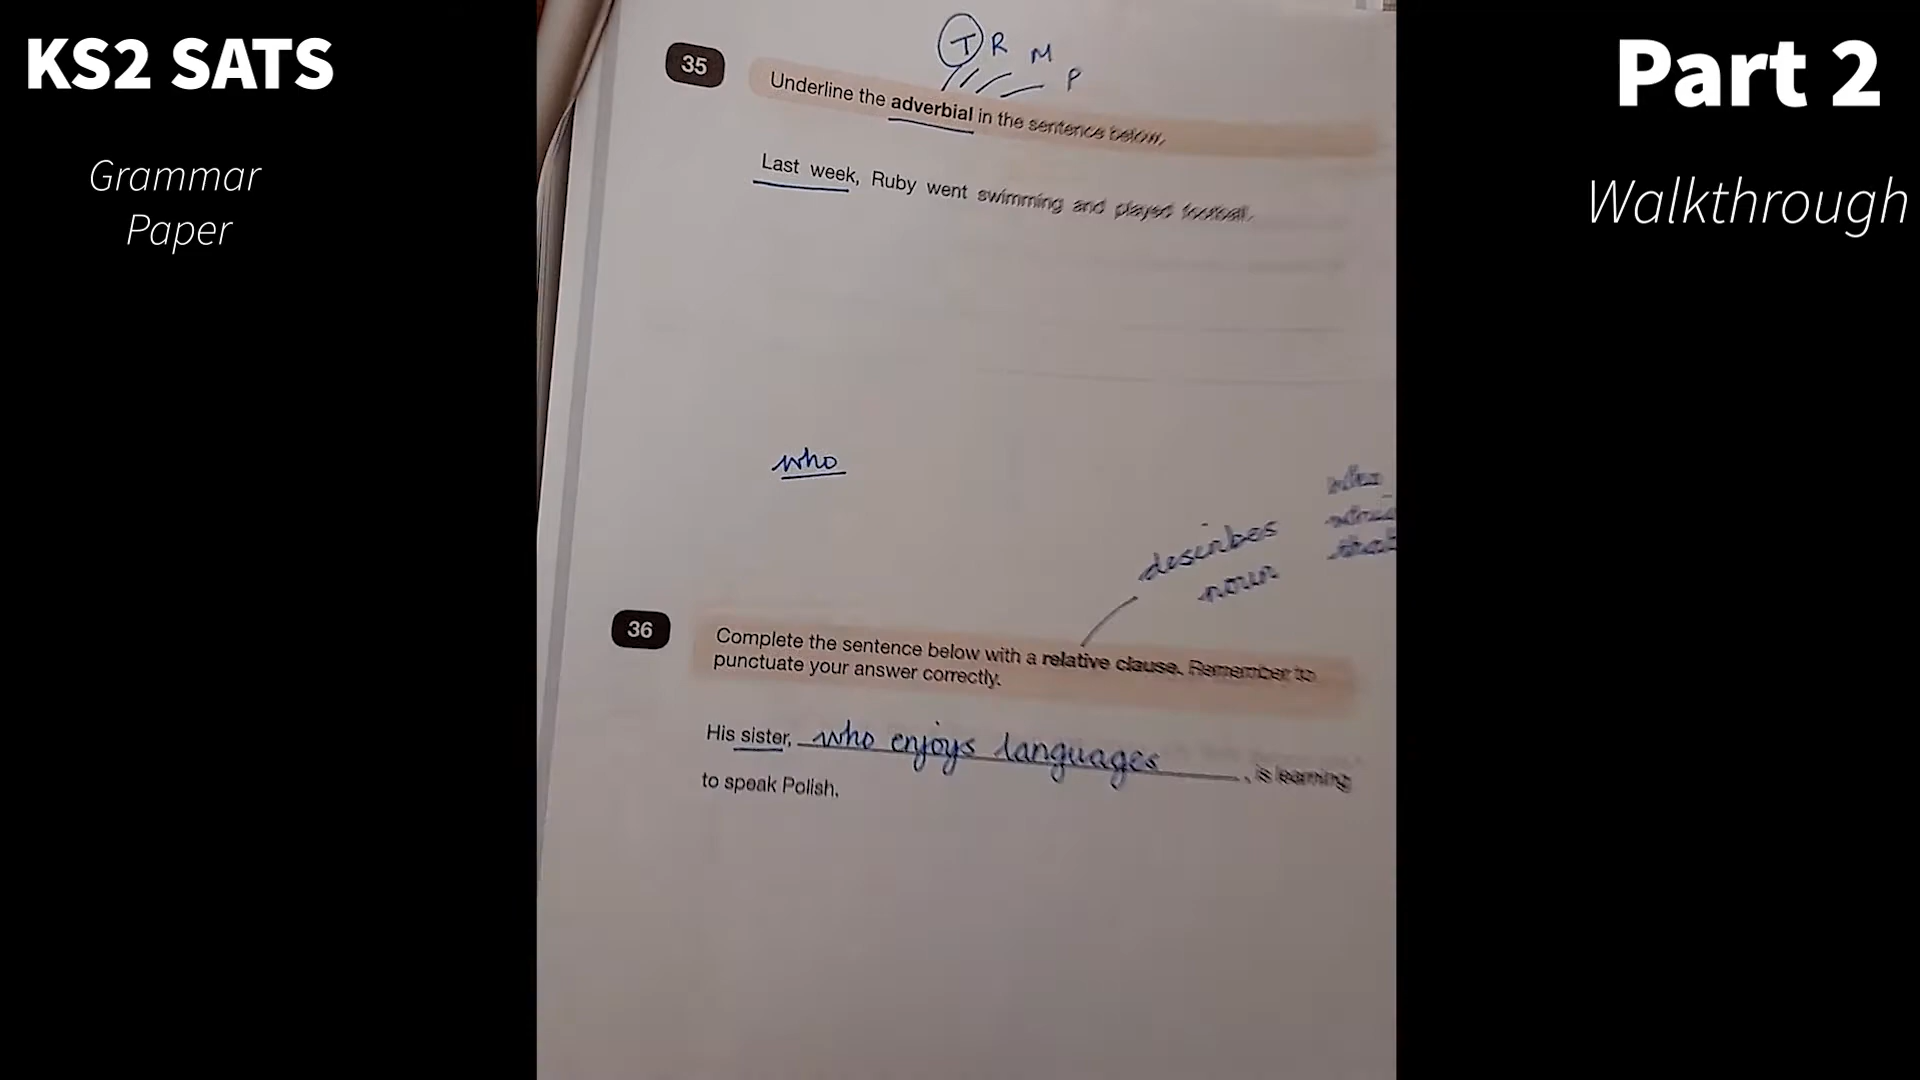 KS2 SATS
Grammar
Paper
Part 2
Walkthrough
T R M
P
35
Underline the adverbial in the sentence below.
Last week, Ruby went swimming and played football.
who
describes
noun
that
36
Complete the sentence below with a relative clause. Remember to
punctuate your answer correctly.
His sister, who enjoys languages , is learning
to speak Polish.